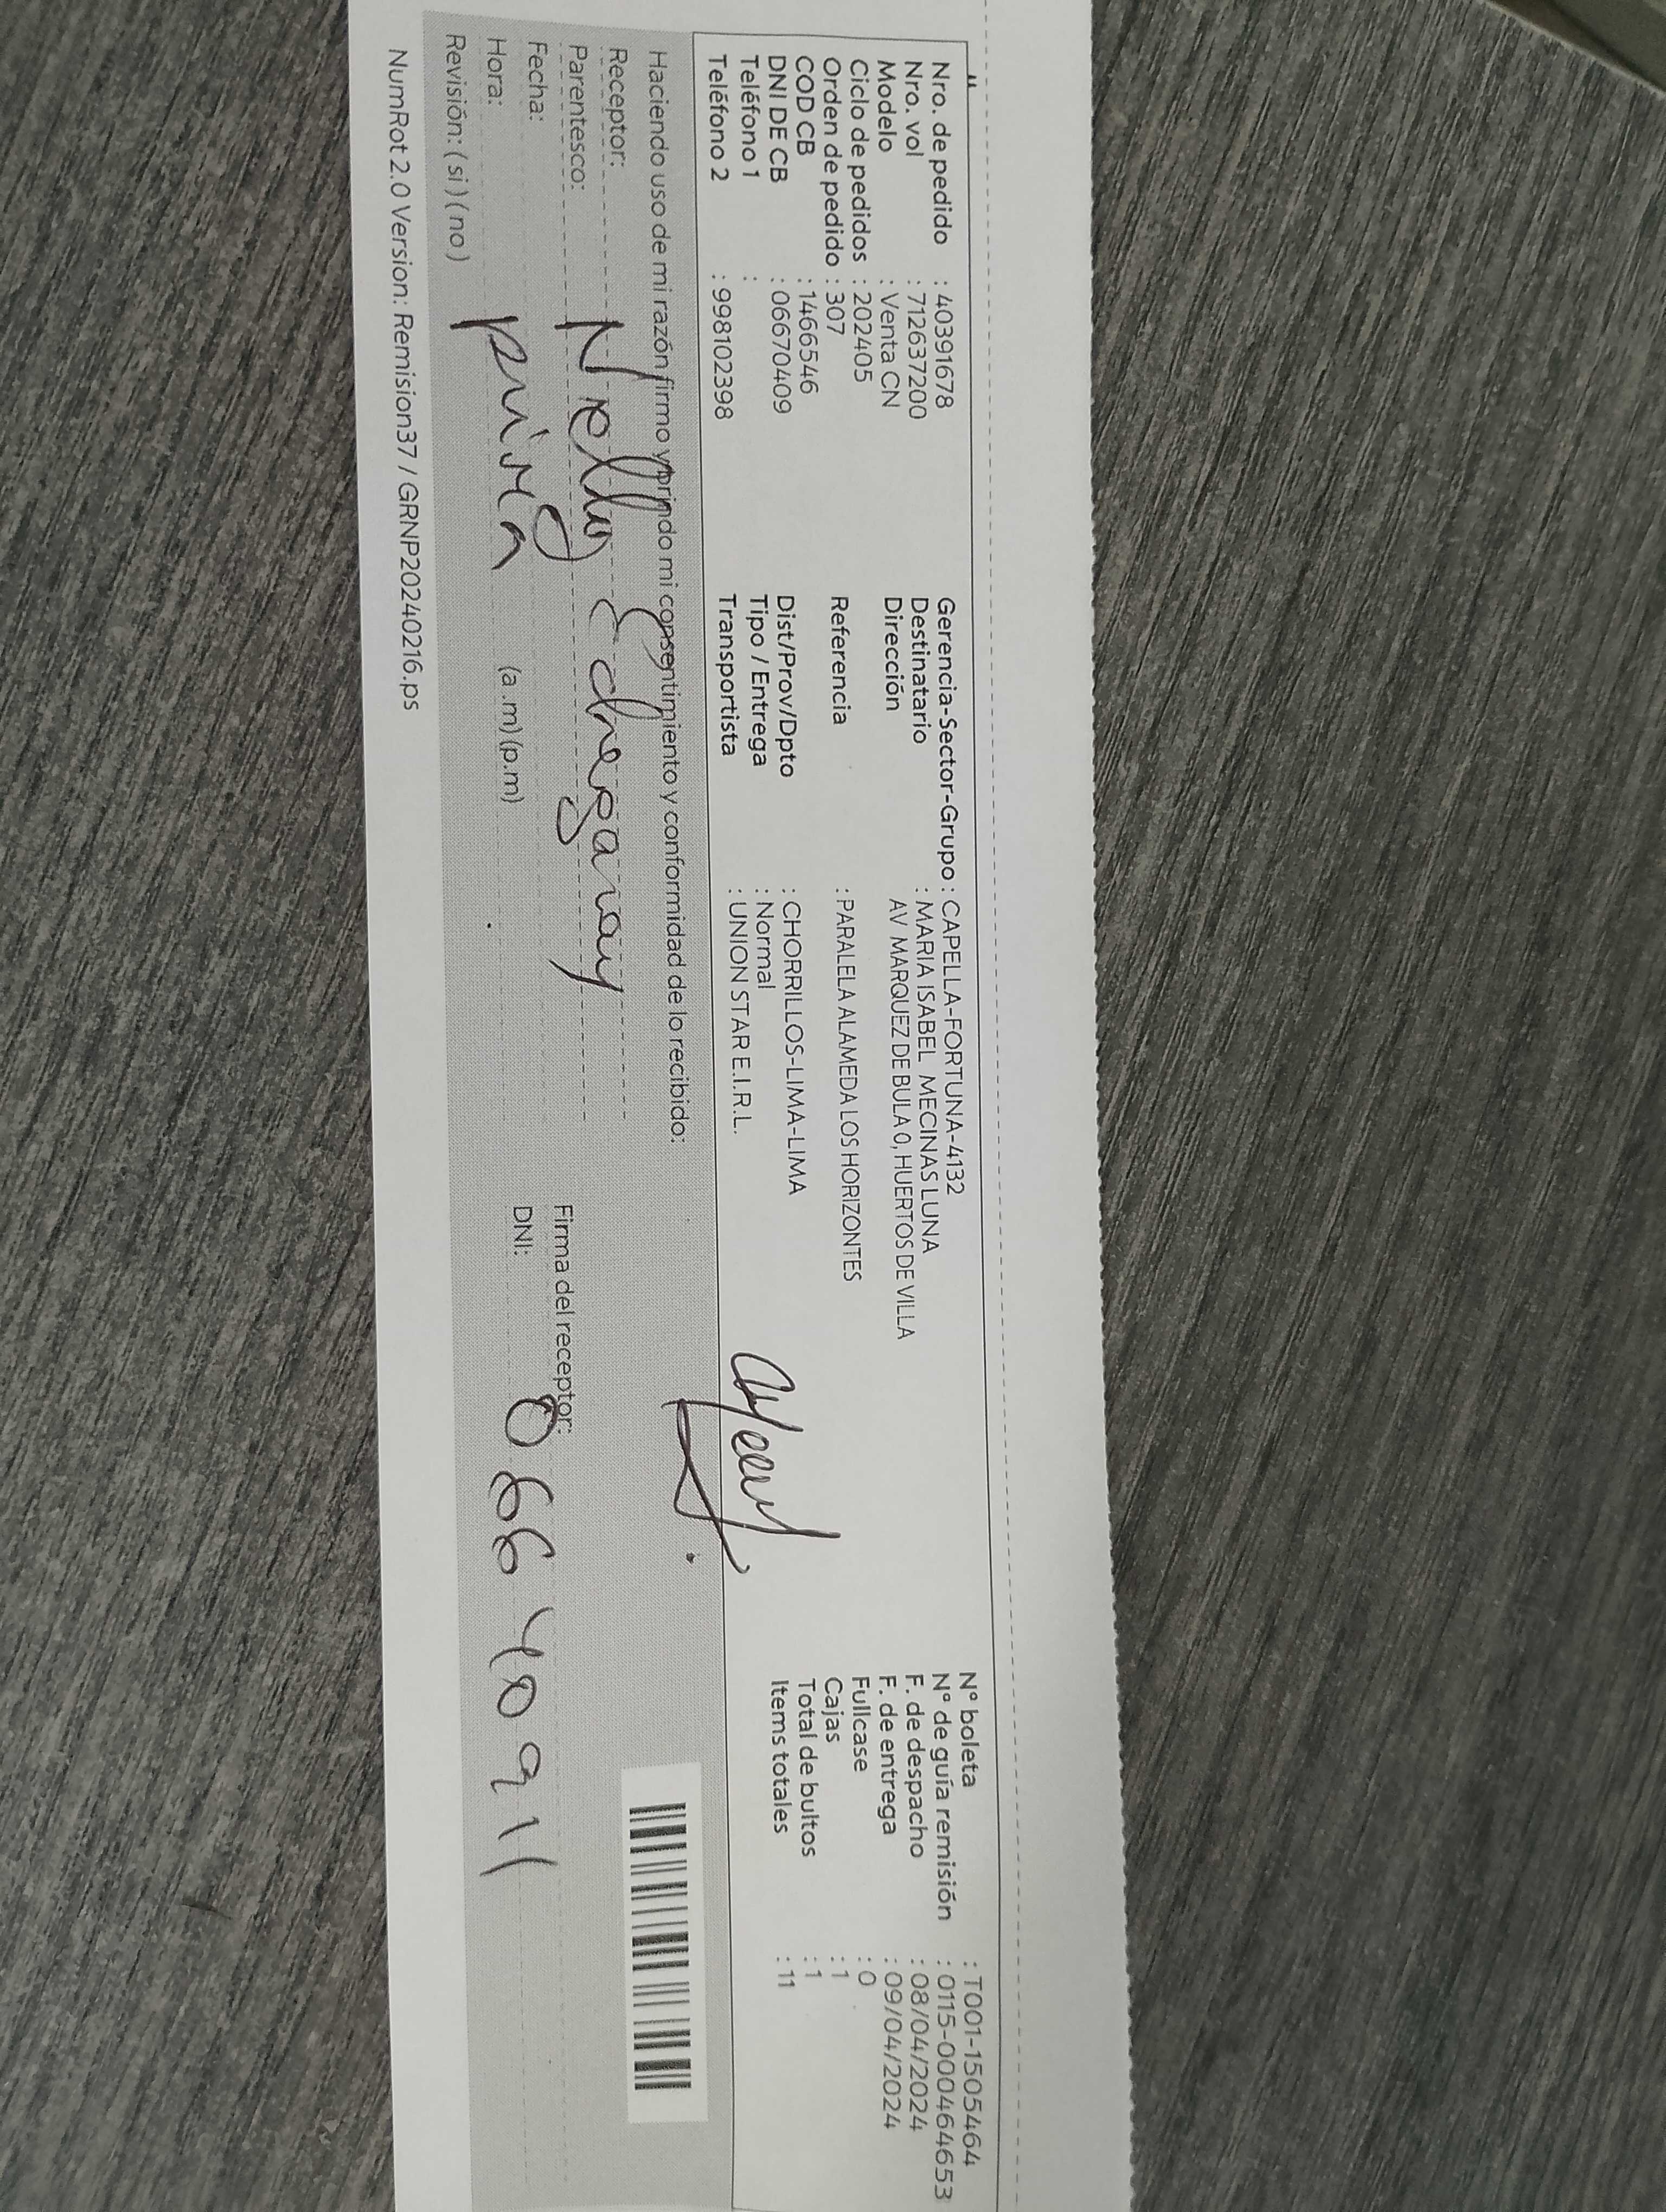 Nro. de pedido : 40391678
Nro. vol : 712637200
Modelo : Venta CN
Ciclo de pedidos : 202405
Orden de pedido : 307
COD CB : 1466546
DNI DE CB : 06670409
Teléfono 1 :
Teléfono 2 : 998102398
Gerencia-Sector-Grupo : CAPELLA-FORTUNA-4132
Destinatario : MARIA ISABEL MECINAS LUNA
Dirección AV MARQUEZ DE BULA 0, HUERTOS DE VILLA
Referencia : PARALELA ALAMEDA LOS HORIZONTES
Dist/Prov/Dpto : CHORRILLOS-LIMA-LIMA
Tipo / Entrega : Normal
Transportista : UNION STAR E.I.R.L.
N° boleta : T001-1505464
N° de guía remisión : 0115-000464653
F. de despacho : 08/04/2024
F. de entrega : 09/04/2024
Fullcase : 0
Cajas : 1
Total de bultos : 1
Items totales : 11
Haciendo uso de mi razón firmo y brindo mi consentimiento y conformidad de lo recibido:
Receptor:
Parentesco: Nelly Echegaray
Fecha:
Hora: (a.m) (p.m)
Revisión: ( si ) ( no )
Firma del receptor:
DNI: 06640911
NumRot 2.0 Version: Remision37 / GRNP20240216.ps